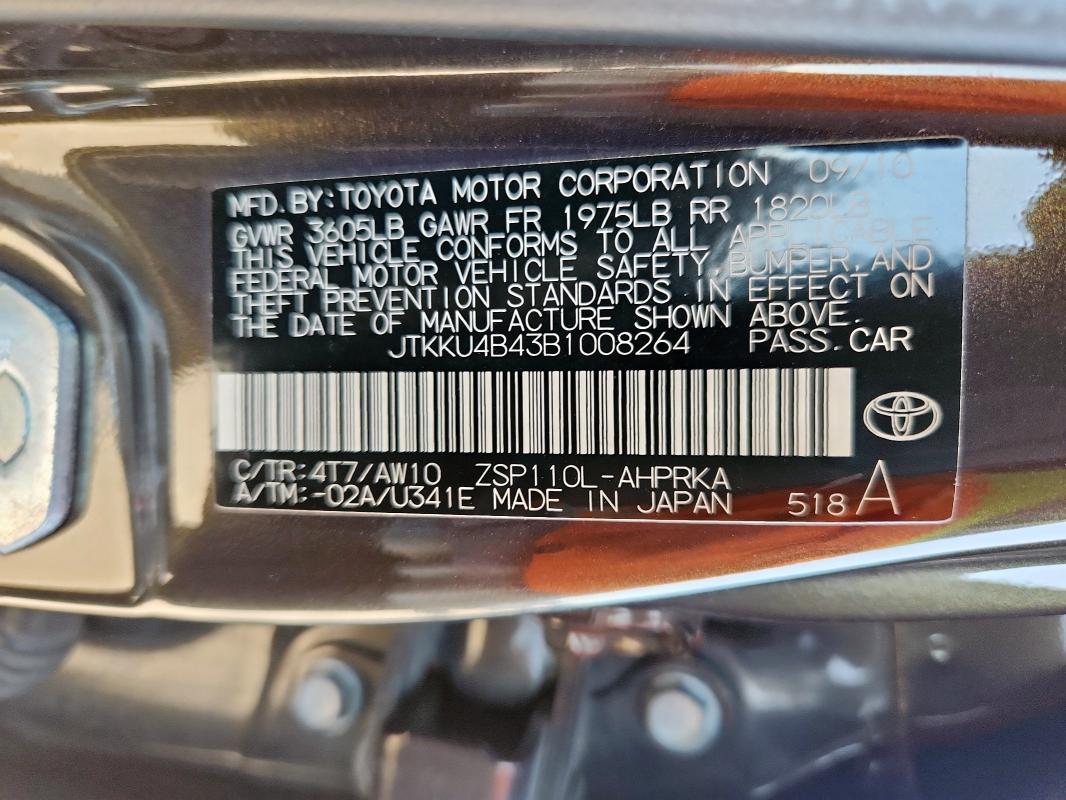 MFD.BY:TOYOTA MOTOR CORPORATION 09/10
GVWR 3605LB GAWR FR 1975LB RR 1820LB
THIS VEHICLE CONFORMS TO ALL APPLICABLE
FEDERAL MOTOR VEHICLE SAFETY,BUMPER,AND
THEFT PREVENTION STANDARDS IN EFFECT ON
THE DATE OF MANUFACTURE SHOWN ABOVE.
JTKKU4B43B1008264 PASS.CAR
C/TR:4T7/AW10 ZSP110L-AHPRKA
A/TM:-02A/U341E MADE IN JAPAN 518 A